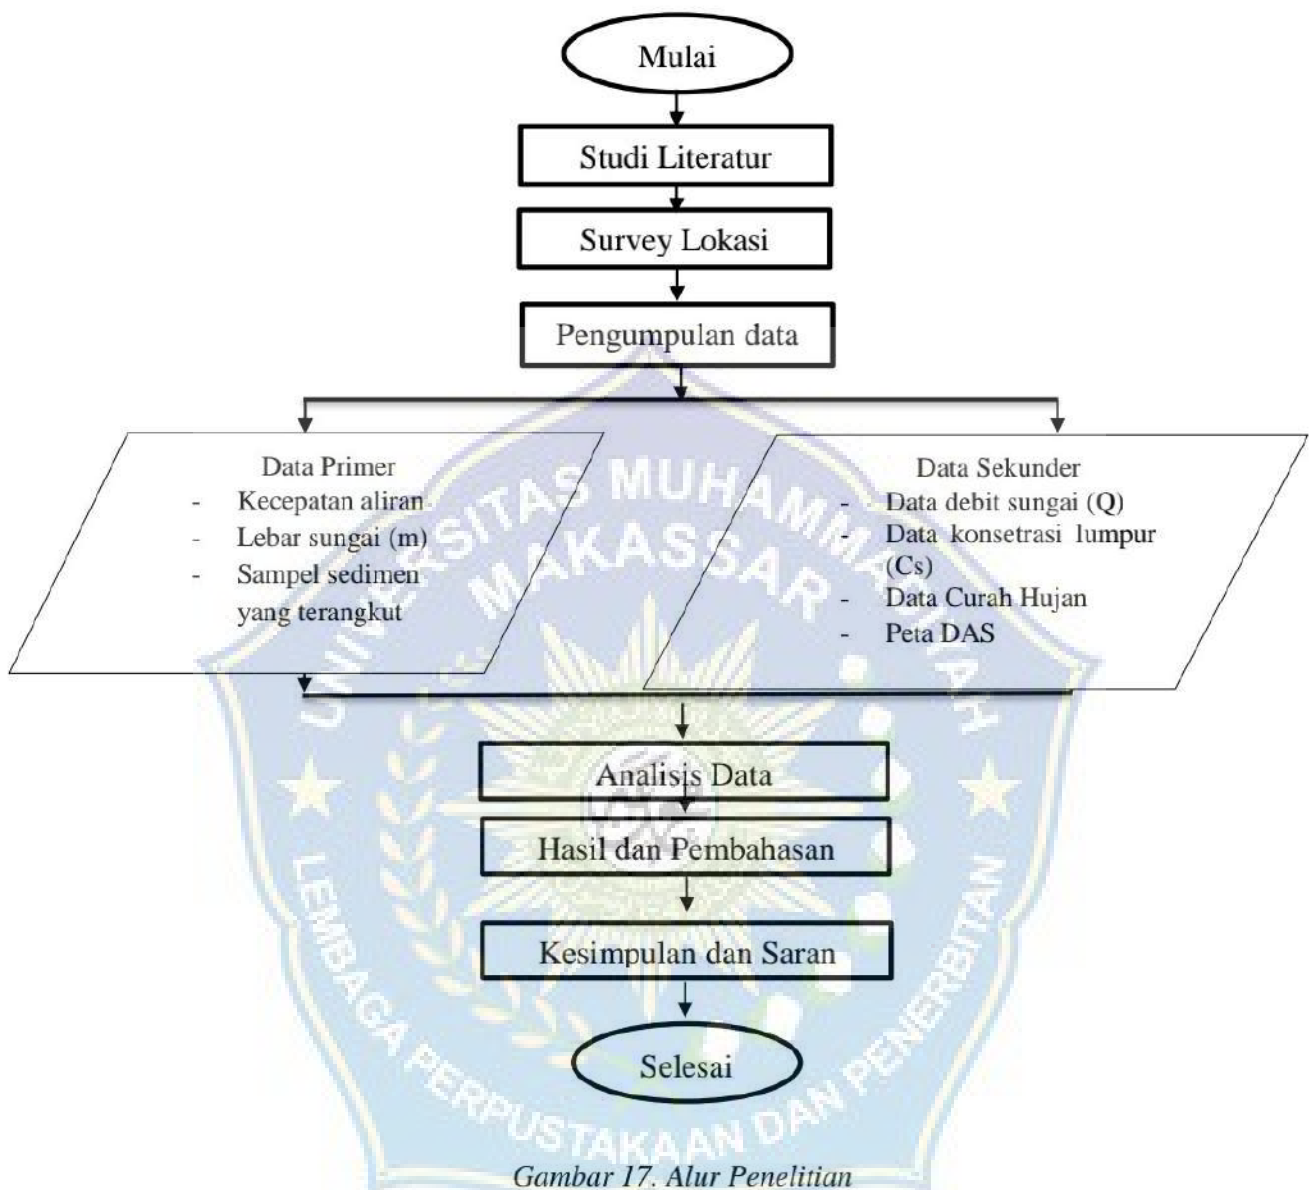 Mulai
Studi Literatur
Survey Lokasi
Pengumpulan data
Data Primer
- Kecepatan aliran
- Lebar sungai (m)
- Sampel sedimen
yang terangkut
Data Sekunder
- Data debit sungai (Q)
- Data konsetrasi lumpur
(Cs)
- Data Curah Hujan
- Peta DAS
UNIVERSITAS MUHAMMADIYAH
MAKASSAR
Analisis Data
Hasil dan Pembahasan
Kesimpulan dan Saran
Selesai
LEMBAGA PERPUSTAKAAN DAN PENERBITAN
Gambar 17. Alur Penelitian